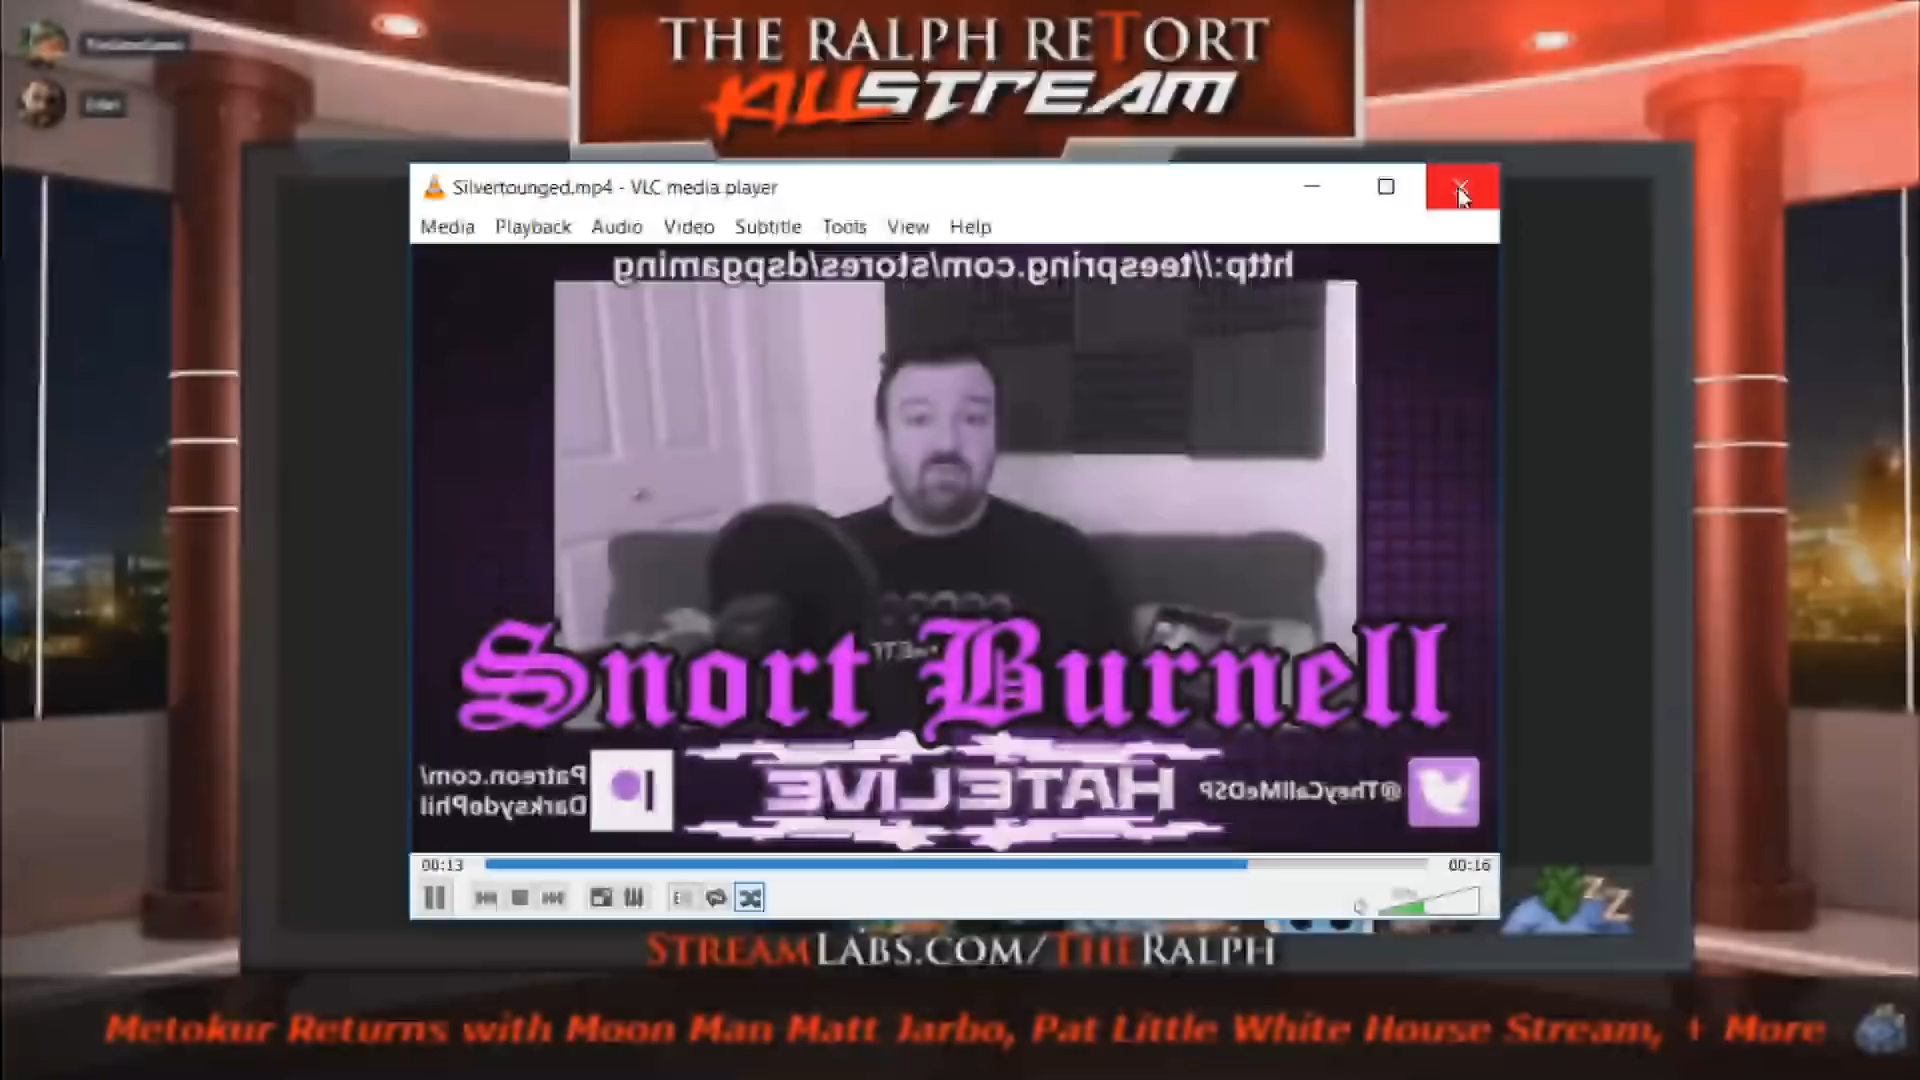 THE RALPH RETORT
KILLSTREAM
Silvertounged.mp4 - VLC media player
Media Playback Audio Video Subtitle Tools View Help
http://teespring.com/stores/dspgaming
Snort Burnell
Patreon.com/
DarksydePhil
HATELIVE
@TheyCallMeDSP
00:13
00:16
STREAMLABS.COM/THERALPH
Metokur Returns with Moon Man Matt Jarbo, Pat Little White House Stream, + More